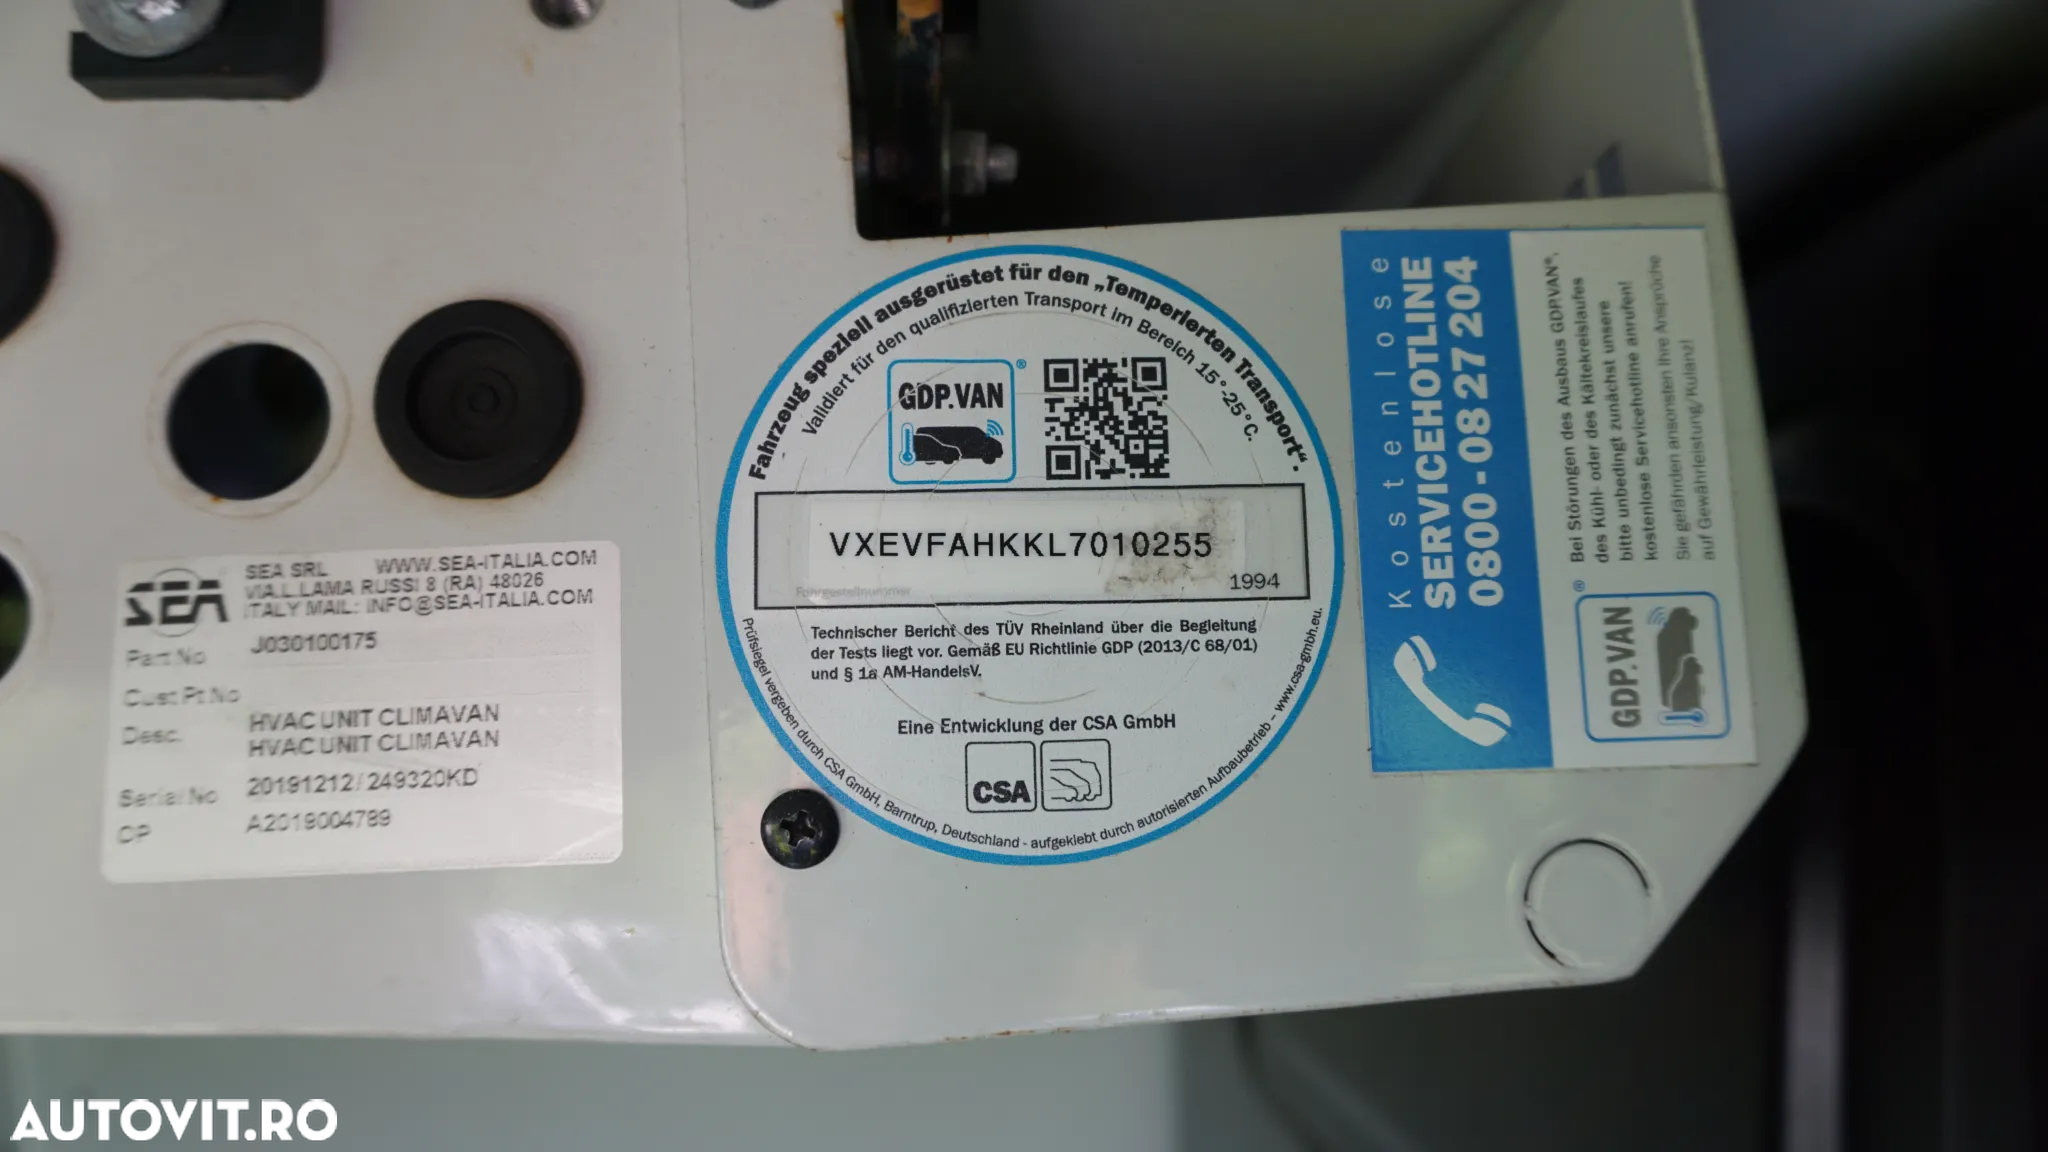 SEA
SEA SRL WWW.SEA-ITALIA.COM
VIA.L.LAMA RUSSI 8 (RA) 48026
ITALY MAIL: INFO@SEA-ITALIA.COM
Part No J030100175
Cust Pt No
Desc. HVAC UNIT CLIMAVAN
HVAC UNIT CLIMAVAN
Serial No 20191212/249320KD
CP A2019004789
Fahrzeug speziell ausgerüstet für den „Temperierten Transport“.
Validiert für den qualifizierten Transport im Bereich 15°-25°C.
GDP.VAN®
VXEVFAHKKL7010255
Fahrgestellnummer 1994
Technischer Bericht des TÜV Rheinland über die Begleitung
der Tests liegt vor. Gemäß EU Richtlinie GDP (2013/C 68/01)
und § 1a AM-HandelsV.
Eine Entwicklung der CSA GmbH
CSA
Prüfsiegel vergeben durch CSA GmbH, Barntrup, Deutschland - aufgeklebt durch autorisierten Aufbaubetrieb – www.csa-gmbh.eu.
Kostenlose
SERVICEHOTLINE
0800-0827204
Bei Störungen des Ausbaus GDP.VAN®,
des Kühl- oder des Kältekreislaufes
bitte unbedingt zunächst unsere
kostenlose Servicehotline anrufen!
Sie gefährden ansonsten Ihre Ansprüche
auf Gewährleistung/Kulanz!
GDP.VAN®
AUTOVIT.RO